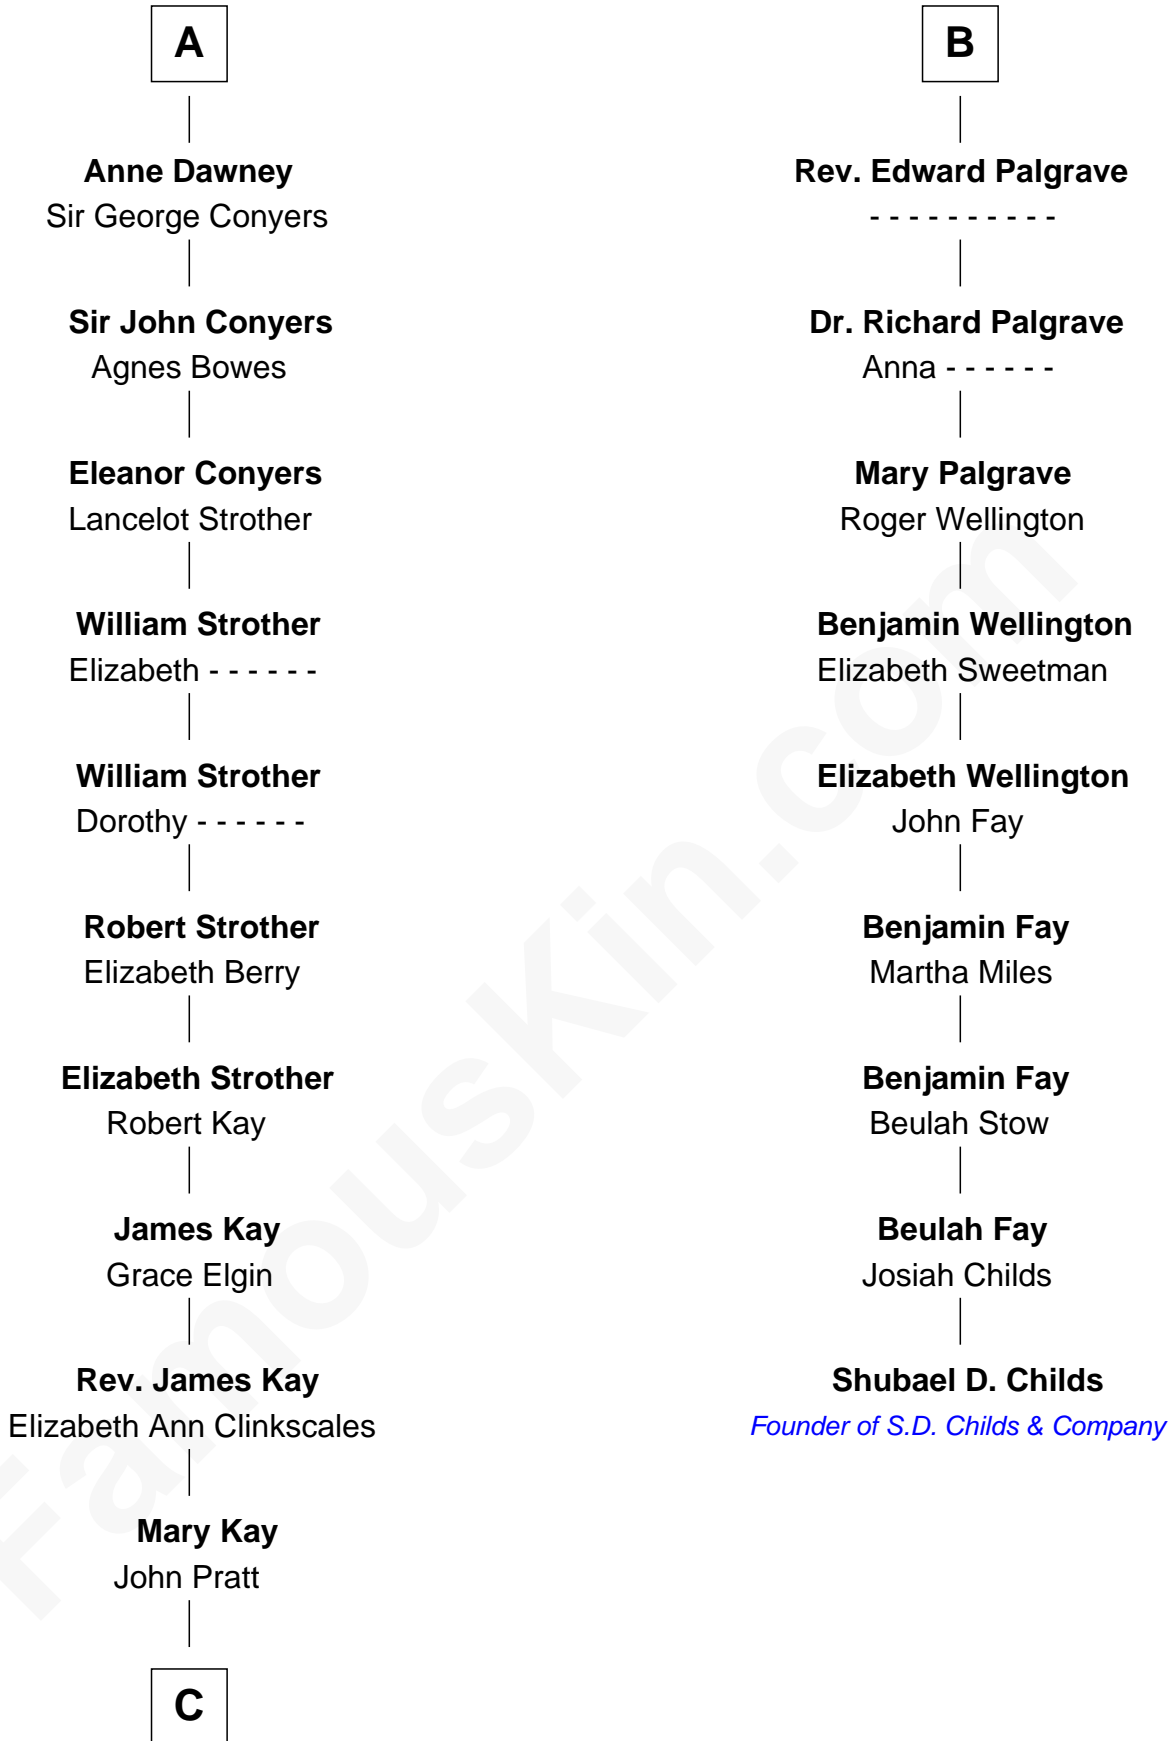 A
Anne Dawney
Sir George Conyers
Sir John Conyers
Agnes Bowes
Eleanor Conyers
Lancelot Strother
William Strother
Elizabeth - - - - - -
William Strother
Dorothy - - - - - -
Robert Strother
Elizabeth Berry
Elizabeth Strother
Robert Kay
James Kay
Grace Elgin
Rev. James Kay
Elizabeth Ann Clinkscales
Mary Kay
John Pratt
C
B
Rev. Edward Palgrave
- - - - - - - - - -
Dr. Richard Palgrave
Anna - - - - - -
Mary Palgrave
Roger Wellington
Benjamin Wellington
Elizabeth Sweetman
Elizabeth Wellington
John Fay
Benjamin Fay
Martha Miles
Benjamin Fay
Beulah Stow
Beulah Fay
Josiah Childs
Shubael D. Childs
Founder of S.D. Childs & Company
FamousKin.com